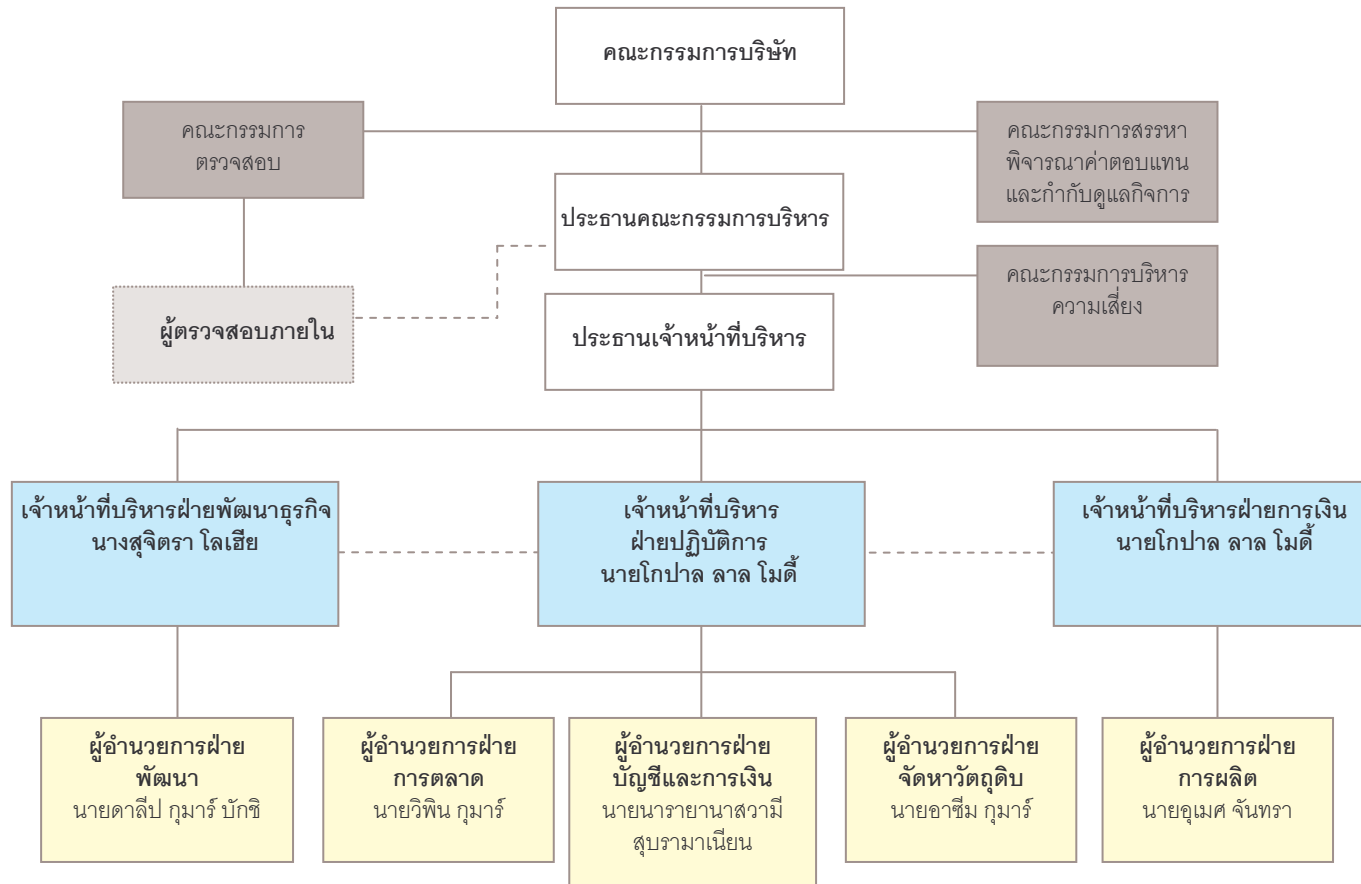 คณะกรรมการบริษัท
คณะกรรมการ
ตรวจสอบ
คณะกรรมการสรรหา
พิจารณาค่าตอบแทน
และกำกับดูแลกิจการ
ประธานคณะกรรมการบริหาร
คณะกรรมการบริหาร
ความเสี่ยง
ผู้ตรวจสอบภายใน
ประธานเจ้าหน้าที่บริหาร
เจ้าหน้าที่บริหารฝ่ายพัฒนาธุรกิจ
นางสุจิตรา โลเฮีย
เจ้าหน้าที่บริหาร
ฝ่ายปฏิบัติการ
นายโกปาล ลาล โมดี้
เจ้าหน้าที่บริหารฝ่ายการเงิน
นายโกปาล ลาล โมดี้
ผู้อำนวยการฝ่าย
พัฒนา
นายดาลีป กุมาร์ บักชิ
ผู้อำนวยการฝ่าย
การตลาด
นายวิพิน กุมาร์
ผู้อำนวยการฝ่าย
บัญชีและการเงิน
นายนารายานาสวามี
สุบรามาเนียน
ผู้อำนวยการฝ่าย
จัดหาวัตถุดิบ
นายอาซีม กุมาร์
ผู้อำนวยการฝ่าย
การผลิต
นายอุเมศ จันทรา